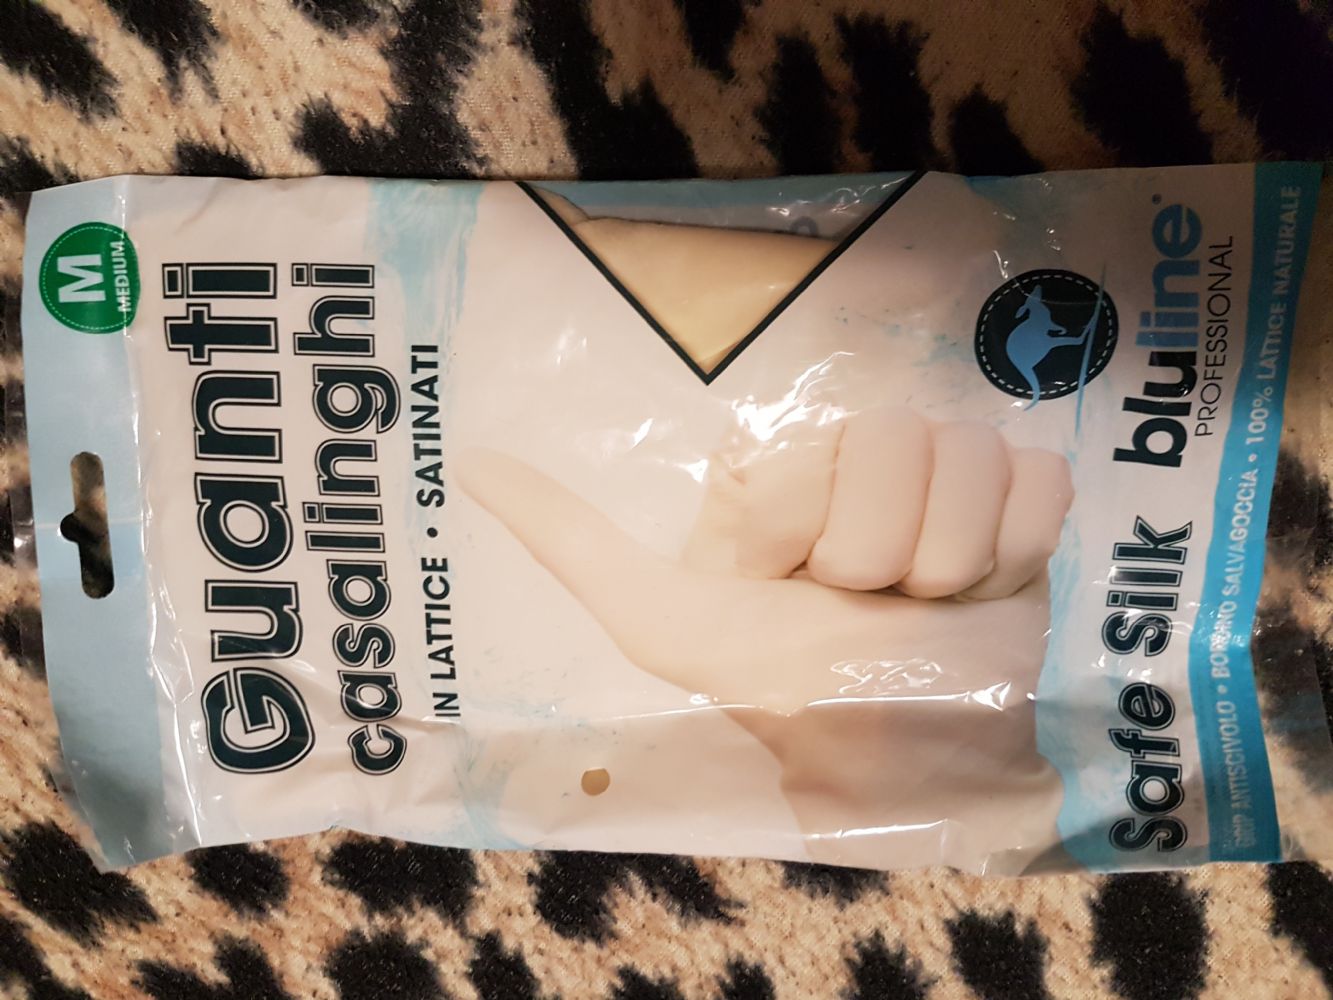 M
MEDIUM
Guanti
casalinghi
IN LATTICE • SATINATI
Safe Silk
bluline®
PROFESSIONAL
GRIP ANTISCIVOLO • BORDINO SALVAGOCCIA • 100% LATTICE NATURALE